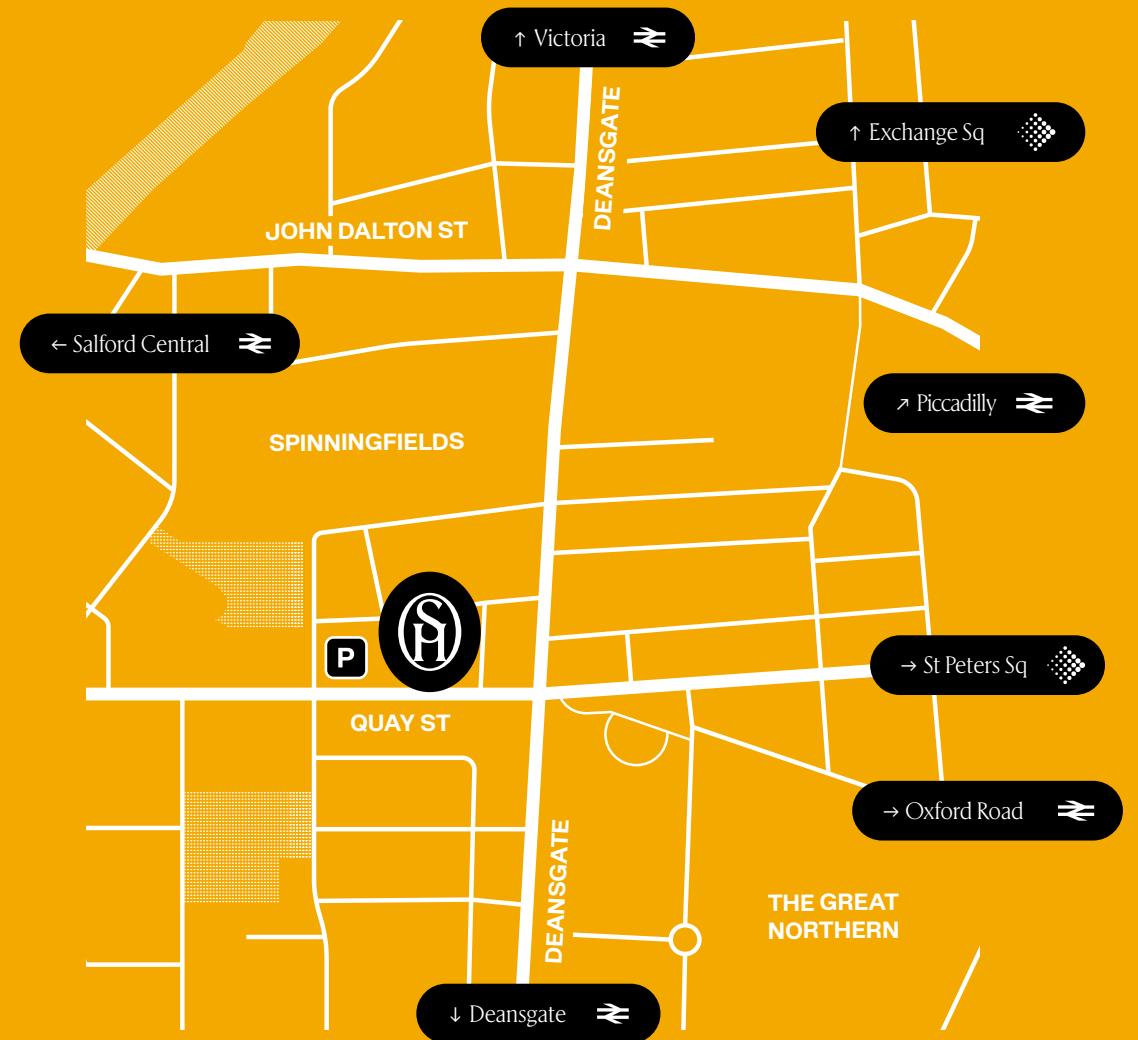 ↑ Victoria
DEANSGATE
↑ Exchange Sq
JOHN DALTON ST
← Salford Central
↗ Piccadilly
SPINNINGFIELDS
SH
P
→ St Peters Sq
QUAY ST
→ Oxford Road
DEANSGATE
THE GREAT
NORTHERN
↓ Deansgate